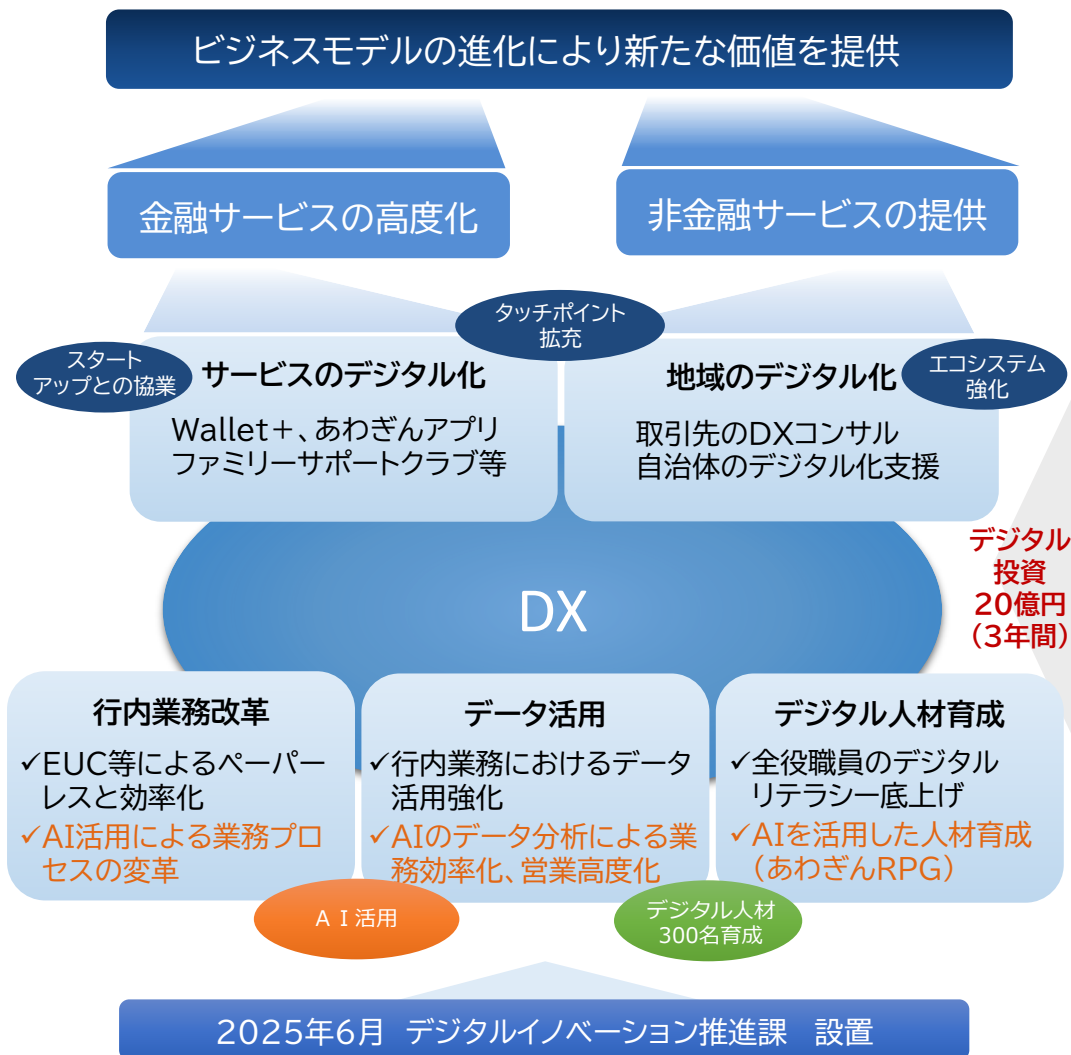 ビジネスモデルの進化により新たな価値を提供
金融サービスの高度化
非金融サービスの提供
タッチポイント
拡充
スタート
アップとの協業
サービスのデジタル化
Wallet＋、あわぎんアプリ
ファミリーサポートクラブ等
地域のデジタル化
取引先のDXコンサル
自治体のデジタル化支援
エコシステム
強化
デジタル
投資
20億円
（3年間）
DX
行内業務改革
✓EUC等によるペーパー
レスと効率化
✓AI活用による業務プロ
セスの変革
データ活用
✓行内業務におけるデータ
活用強化
✓AIのデータ分析による業
務効率化、営業高度化
デジタル人材育成
✓全役職員のデジタル
リテラシー底上げ
✓AIを活用した人材育成
（あわぎんRPG）
ＡＩ活用
デジタル人材
300名育成
2025年6月　デジタルイノベーション推進課　設置